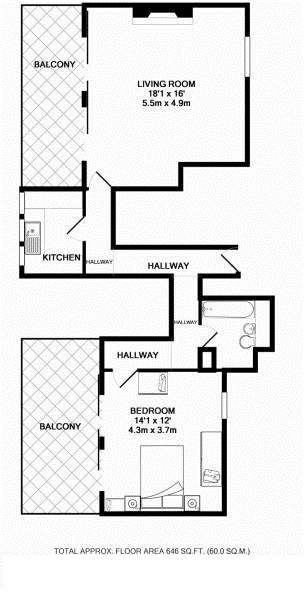 BALCONY
LIVING ROOM
18'1 x 16'
5.5m x 4.9m
KITCHEN
HALLWAY
HALLWAY
HALLWAY
HALLWAY
BEDROOM
14'1 x 12'
4.3m x 3.7m
BALCONY
TOTAL APPROX. FLOOR AREA 646 SQ.FT. (60.0 SQ.M.)